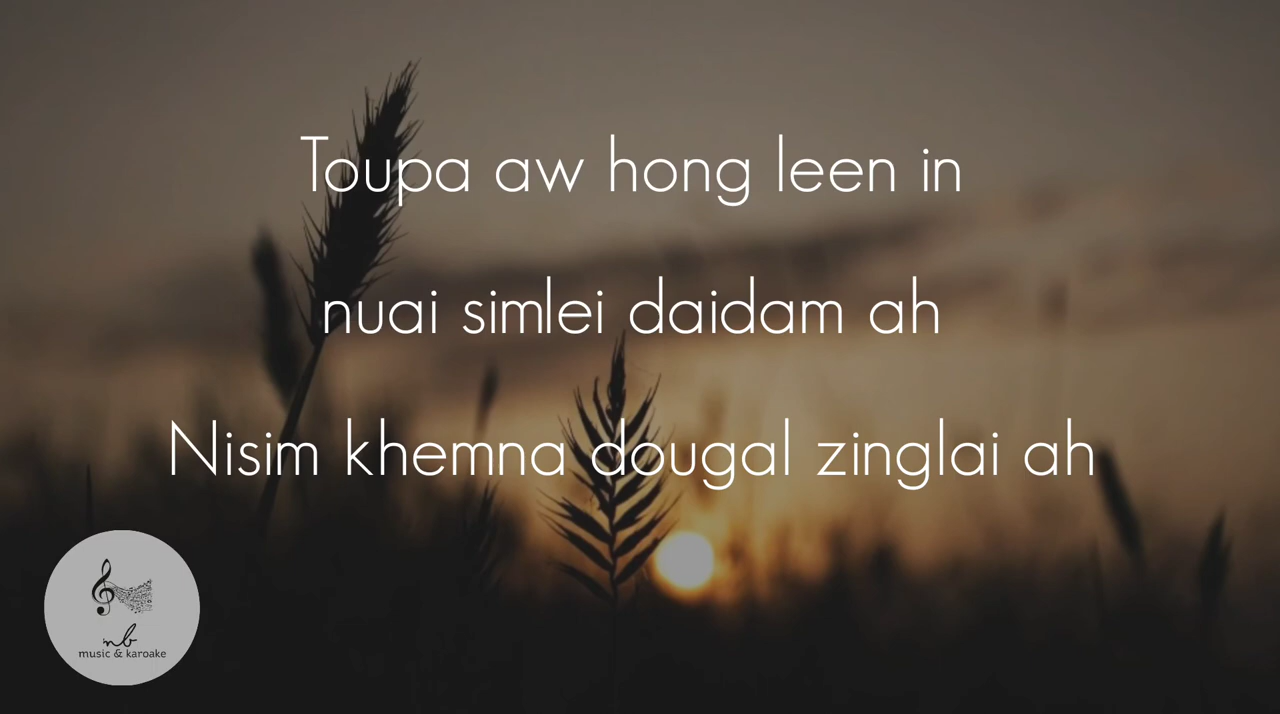 Toupa aw hong leen in
nuai simlei daidam ah
Nisim khemna dougal zinglai ah
nb
music & karoake